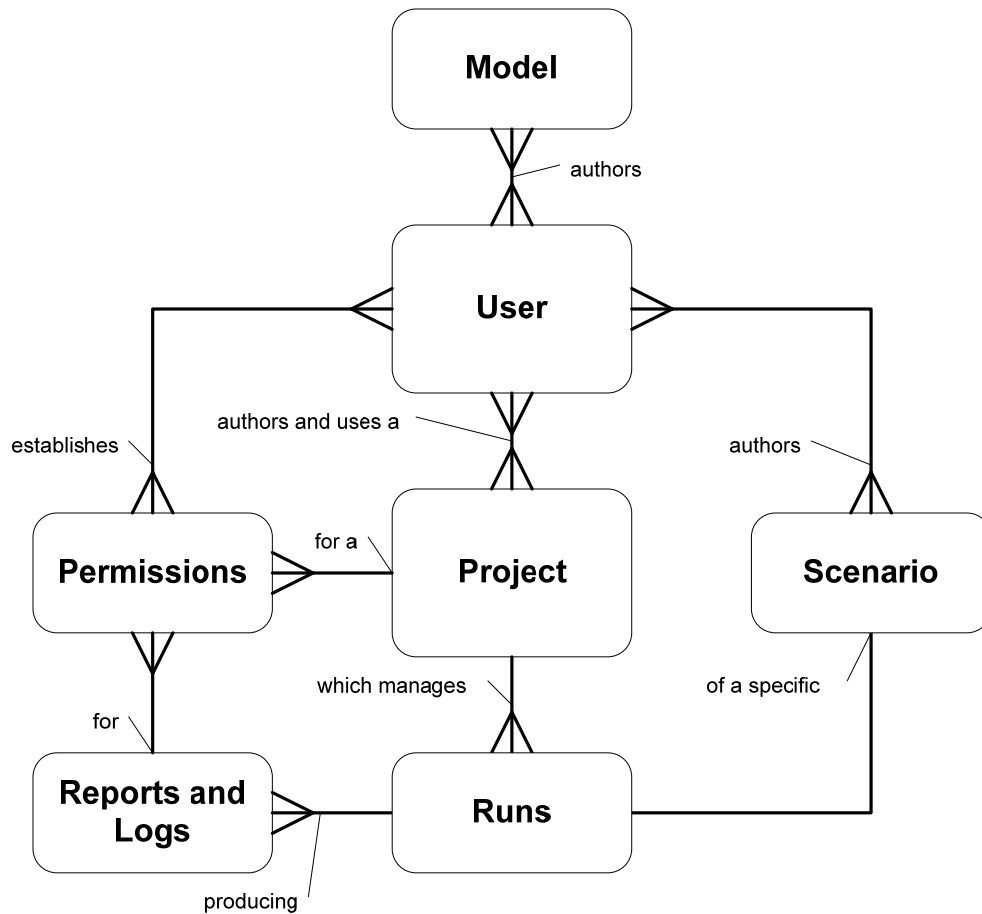 Model
authors
User
authors and uses a
establishes
authors
Permissions
for a
Project
Scenario
which manages
of a specific
for
Reports and
Logs
Runs
producing